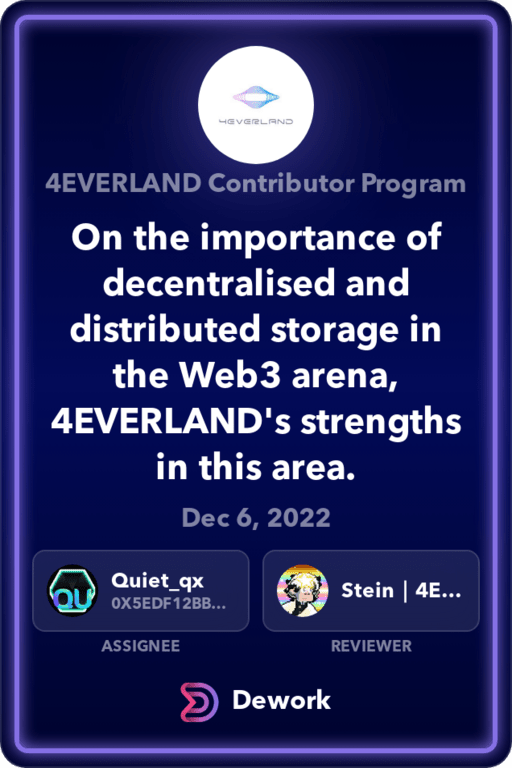 4EVERLAND
4EVERLAND Contributor Program
On the importance of
decentralised and
distributed storage in
the Web3 arena,
4EVERLAND's strengths
in this area.
Dec 6, 2022
QU
Quiet_qx
0X5EDF12BB...
Stein | 4E...
ASSIGNEE
REVIEWER
Dework